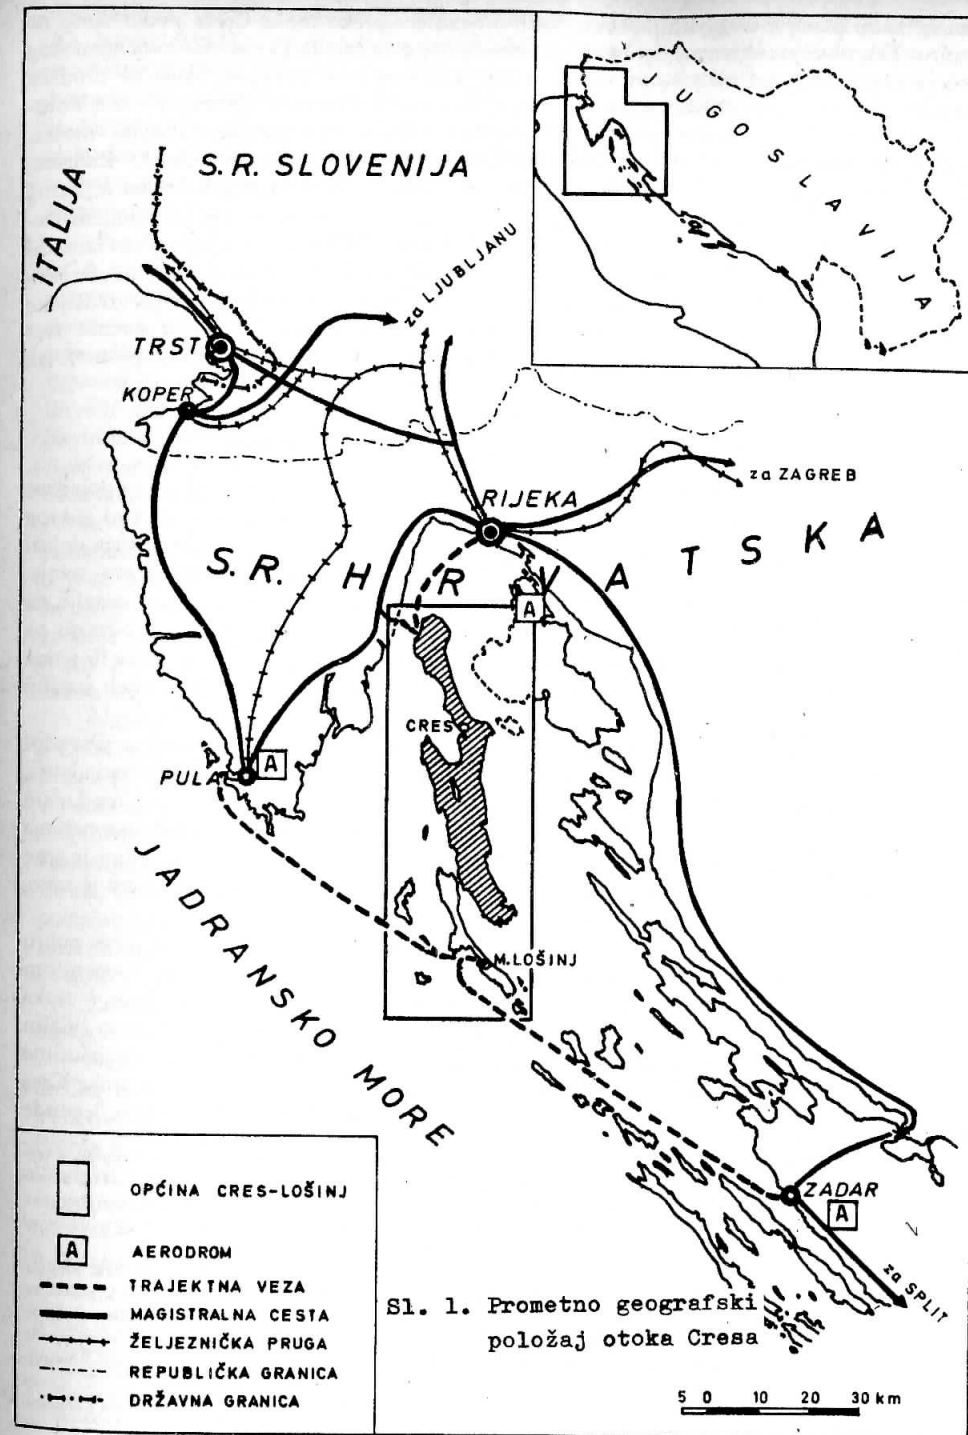 JUGOSLAVIJA
S.R. SLOVENIJA
ITALIJA
za LJUBLJANU
TRST
KOPER
RIJEKA
za ZAGREB
S.R. HRVATSKA
A
CRES
PULA
A
JADRANSKO MORE
M.LOŠINJ
ZADAR
A
za SPLIT
OPĆINA CRES-LOŠINJ
A
AERODROM
TRAJEKTNA VEZA
MAGISTRALNA CESTA
ŽELJEZNIČKA PRUGA
REPUBLIČKA GRANICA
DRŽAVNA GRANICA
Sl. 1. Prometno geografski
položaj otoka Cresa
5 0 10 20 30 km